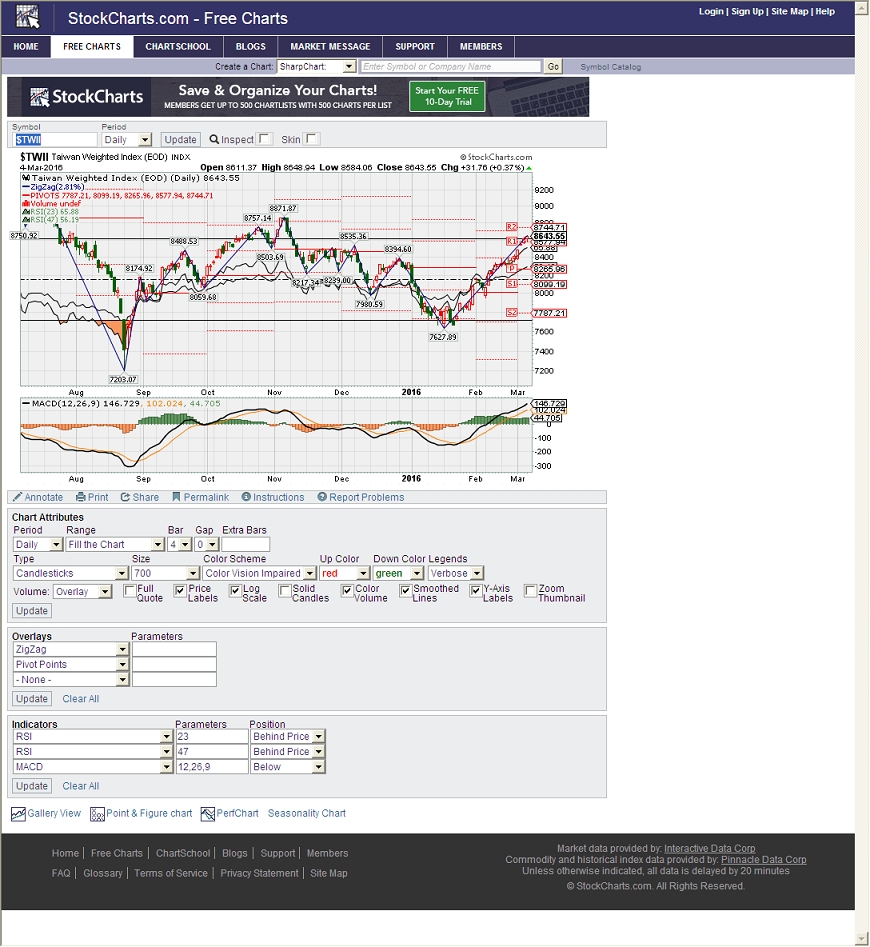 StockCharts.com - Free Charts
Login | Sign Up | Site Map | Help
HOME FREE CHARTS CHARTSCHOOL BLOGS MARKET MESSAGE SUPPORT MEMBERS
Create a Chart: SharpChart: Enter Symbol or Company Name Go Symbol Catalog
StockCharts
Save & Organize Your Charts!
MEMBERS GET UP TO 500 CHARTLISTS WITH 500 CHARTS PER LIST
Start Your FREE
10-Day Trial
Symbol Period
$TWII Daily Update Inspect Skin
$TWII Taiwan Weighted Index (EOD) INDX © StockCharts.com
4-Mar-2016 Open 8611.37 High 8648.94 Low 8584.06 Close 8643.55 Chg +31.76 (+0.37%)
Taiwan Weighted Index (EOD) (Daily) 8643.55
ZigZag(2.81%)
PIVOTS 7787.21, 8099.19, 8265.96, 8577.94, 8744.71
Volume undef
RSI(23) 65.88
RSI(47) 56.19
8750.92
8174.92
7203.07
8488.53
8059.68
8757.14
8871.87
8503.69
8217.34
8239.00
8535.36
7980.59
8394.60
7627.89
R2
R1
P
S1
S2
9200
9000
8744.71
8643.55
8577.94
8400
8265.96
8200
8099.19
8000
7787.21
7600
7400
7200
Aug Sep Oct Nov Dec 2016 Feb Mar
MACD(12,26,9) 146.729, 102.024, 44.705
146.729
102.024
44.705
0
-100
-200
-300
Aug Sep Oct Nov Dec 2016 Feb Mar
Annotate Print Share Permalink Instructions Report Problems
Chart Attributes
Period Range Bar Gap Extra Bars
Daily Fill the Chart 4 0
Type Size Color Scheme Up Color Down Color Legends
Candlesticks 700 Color Vision Impaired red green Verbose
Volume: Overlay Full Quote Price Labels Log Scale Solid Candles Color Volume Smoothed Lines Y-Axis Labels Zoom Thumbnail
Update
Overlays Parameters
ZigZag
Pivot Points
- None -
Update Clear All
Indicators Parameters Position
RSI 23 Behind Price
RSI 47 Behind Price
MACD 12,26,9 Below
Update Clear All
Gallery View Point & Figure chart PerfChart Seasonality Chart
Home | Free Charts | ChartSchool | Blogs | Support | Members
FAQ | Glossary | Terms of Service | Privacy Statement | Site Map
Market data provided by: Interactive Data Corp
Commodity and historical index data provided by: Pinnacle Data Corp
Unless otherwise indicated, all data is delayed by 20 minutes
© StockCharts.com. All Rights Reserved.